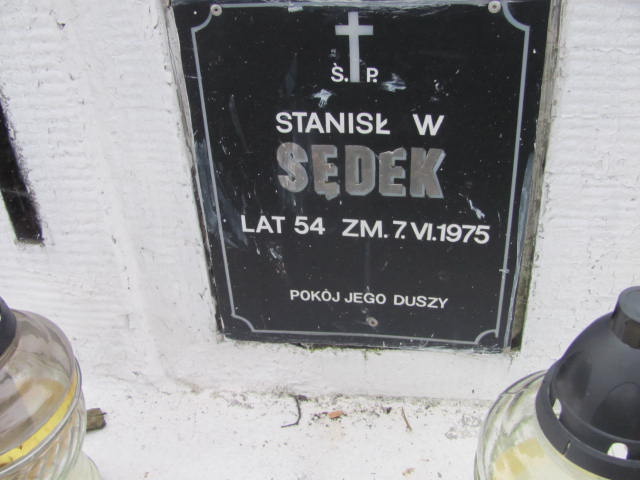 Ś. P.
STANISŁ W
SĘDEK
LAT 54 ZM. 7.VI.1975
POKÓJ JEGO DUSZY